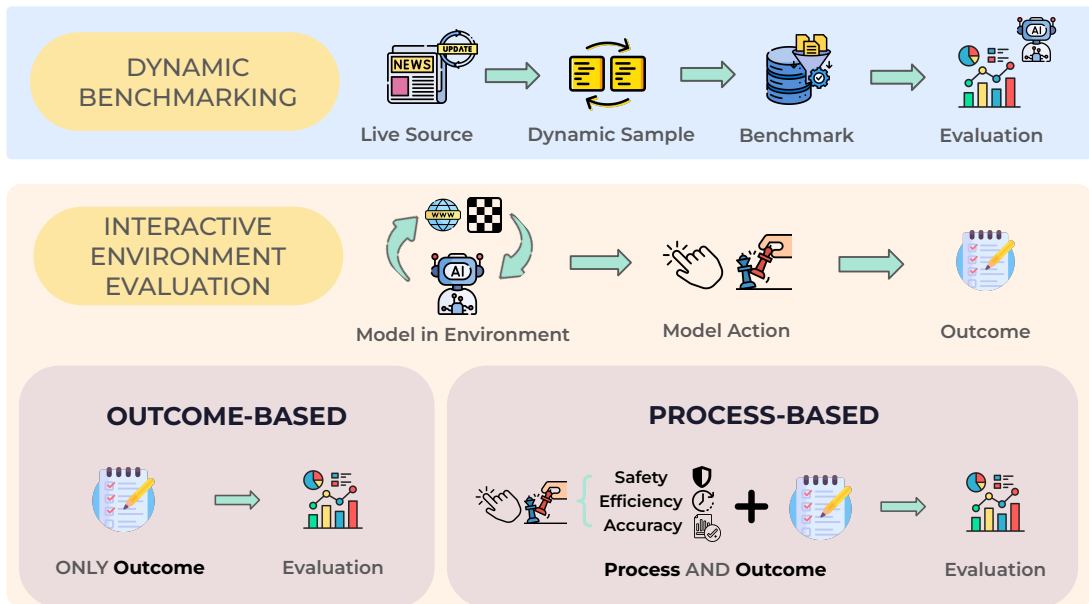 DYNAMIC
BENCHMARKING
NEWS
UPDATE
AI
Live Source
Dynamic Sample
Benchmark
Evaluation
INTERACTIVE
ENVIRONMENT
EVALUATION
WWW
AI
Model in Environment
Model Action
Outcome
OUTCOME-BASED
ONLY Outcome
Evaluation
PROCESS-BASED
Safety
Efficiency
Accuracy
Process AND Outcome
Evaluation